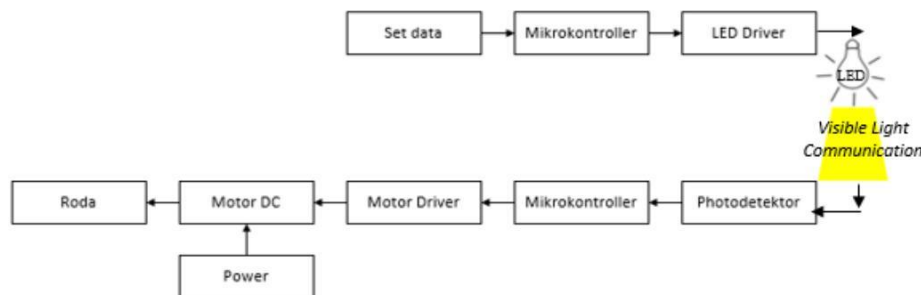 Set data
Mikrokontroller
LED Driver
LED
Visible Light
Communication
Roda
Motor DC
Motor Driver
Mikrokontroller
Photodetektor
Power